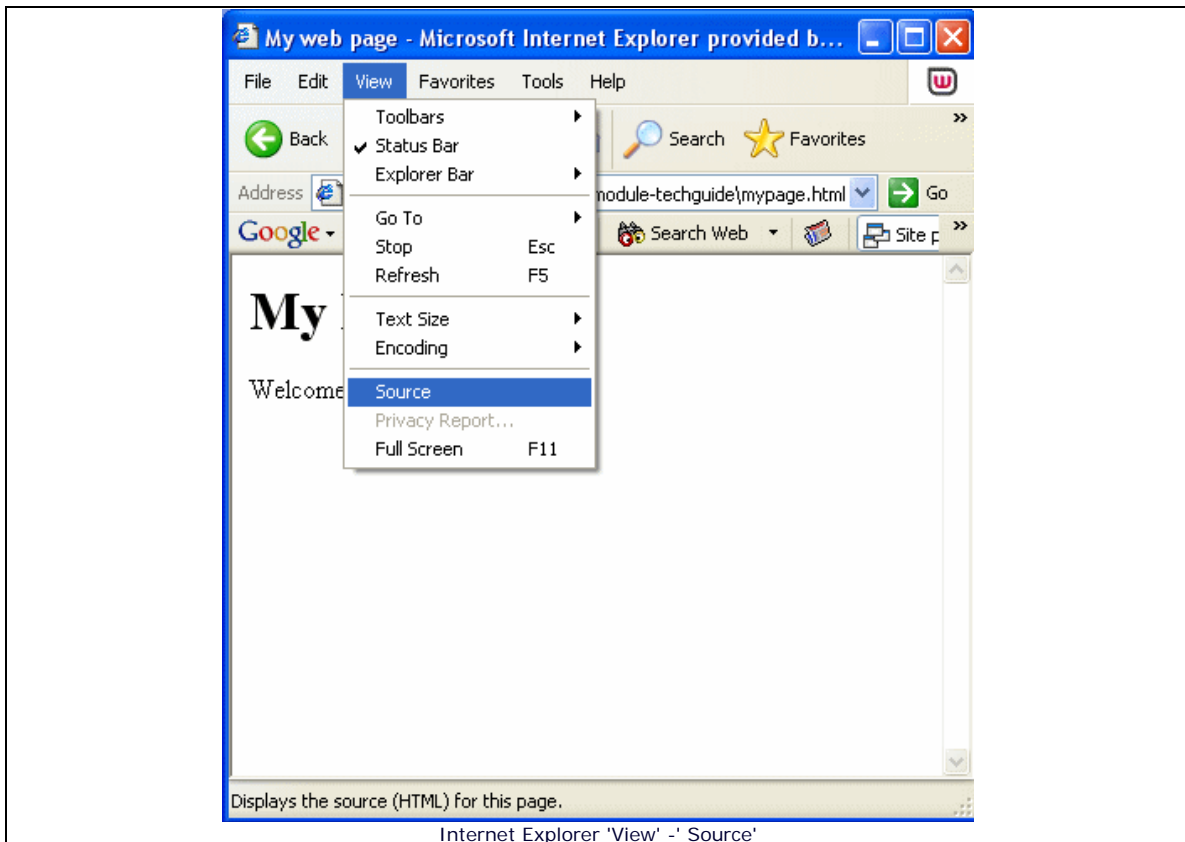 My web page - Microsoft Internet Explorer provided b...
File Edit View Favorites Tools Help
Toolbars
Status Bar
Explorer Bar
Go To
Stop Esc
Refresh F5
Text Size
Encoding
Source
Privacy Report...
Full Screen F11
Back Search Favorites »
Address module-techguide\mypage.html Go
Google Search Web Site p »
My
Welcome
Displays the source (HTML) for this page.
Internet Explorer 'View' -' Source'